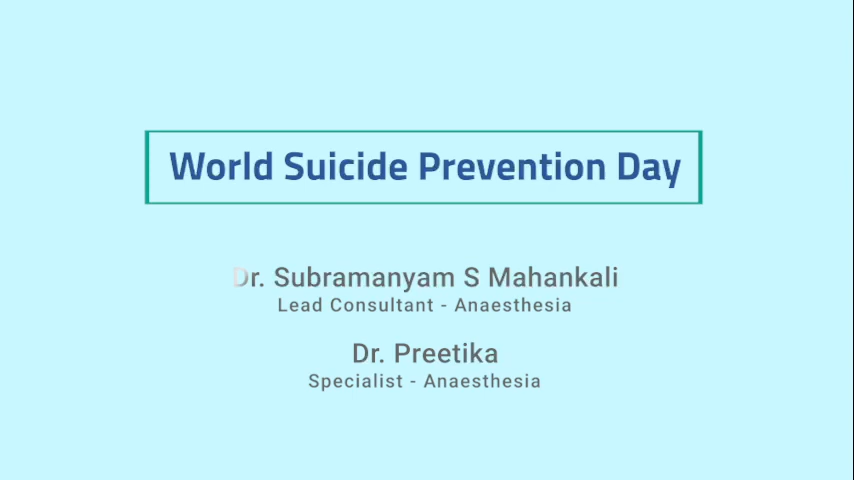 World Suicide Prevention Day
Dr. Subramanyam S Mahankali
Lead Consultant - Anaesthesia
Dr. Preetika
Specialist - Anaesthesia